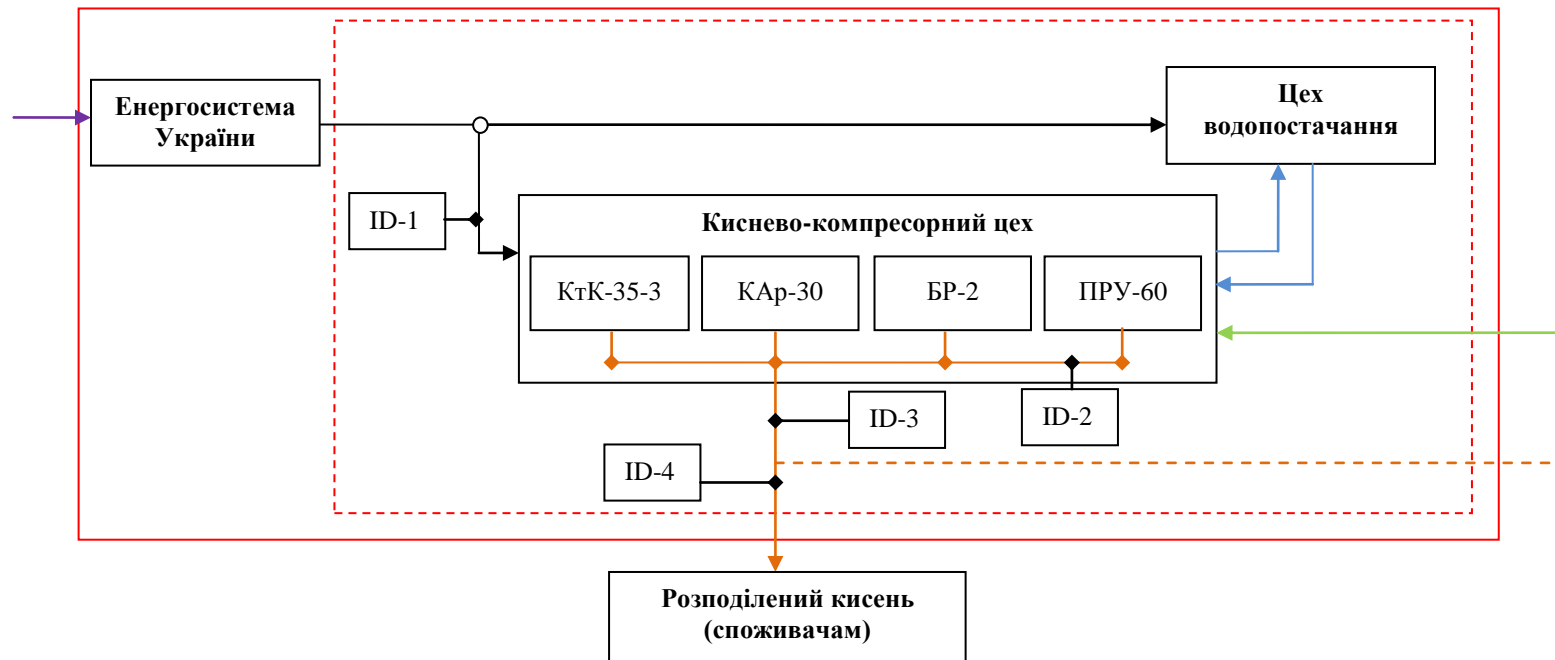 Енергосистема
України
Цех
водопостачання
ID-1
Киснево-компресорний цех
КтК-35-3
КАр-30
БР-2
ПРУ-60
ID-3
ID-2
ID-4
Розподілений кисень
(споживачам)